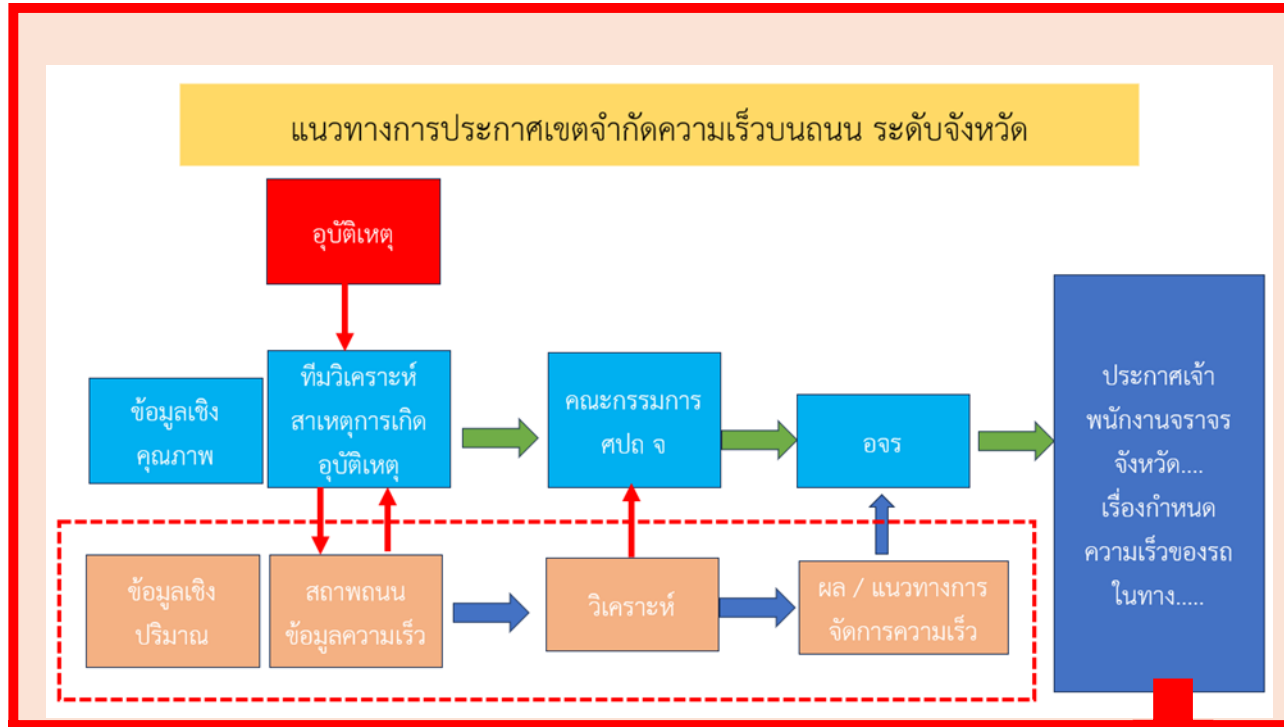 แนวทางการประกาศเขตจำกัดความเร็วบนถนน ระดับจังหวัด
อุบัติเหตุ
ข้อมูลเชิง
คุณภาพ
ทีมวิเคราะห์
สาเหตุการเกิด
อุบัติเหตุ
คณะกรรมการ
ศปถ จ
อจร
ประกาศเจ้า
พนักงานจราจร
จังหวัด....
เรื่องกำหนด
ความเร็วของรถ
ในทาง.....
ข้อมูลเชิง
ปริมาณ
สภาพถนน
ข้อมูลความเร็ว
วิเคราะห์
ผล / แนวทางการ
จัดการความเร็ว